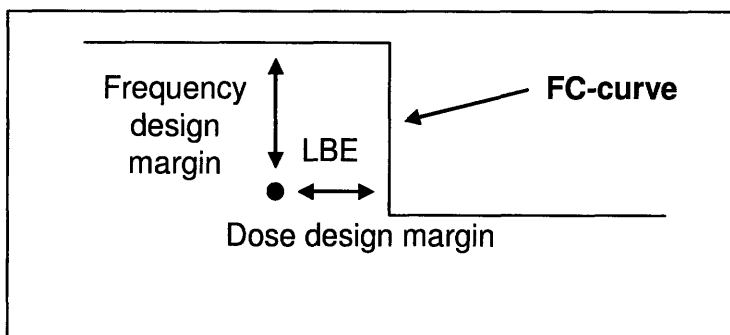 Frequency
design
margin
FC-curve
LBE
Dose design margin